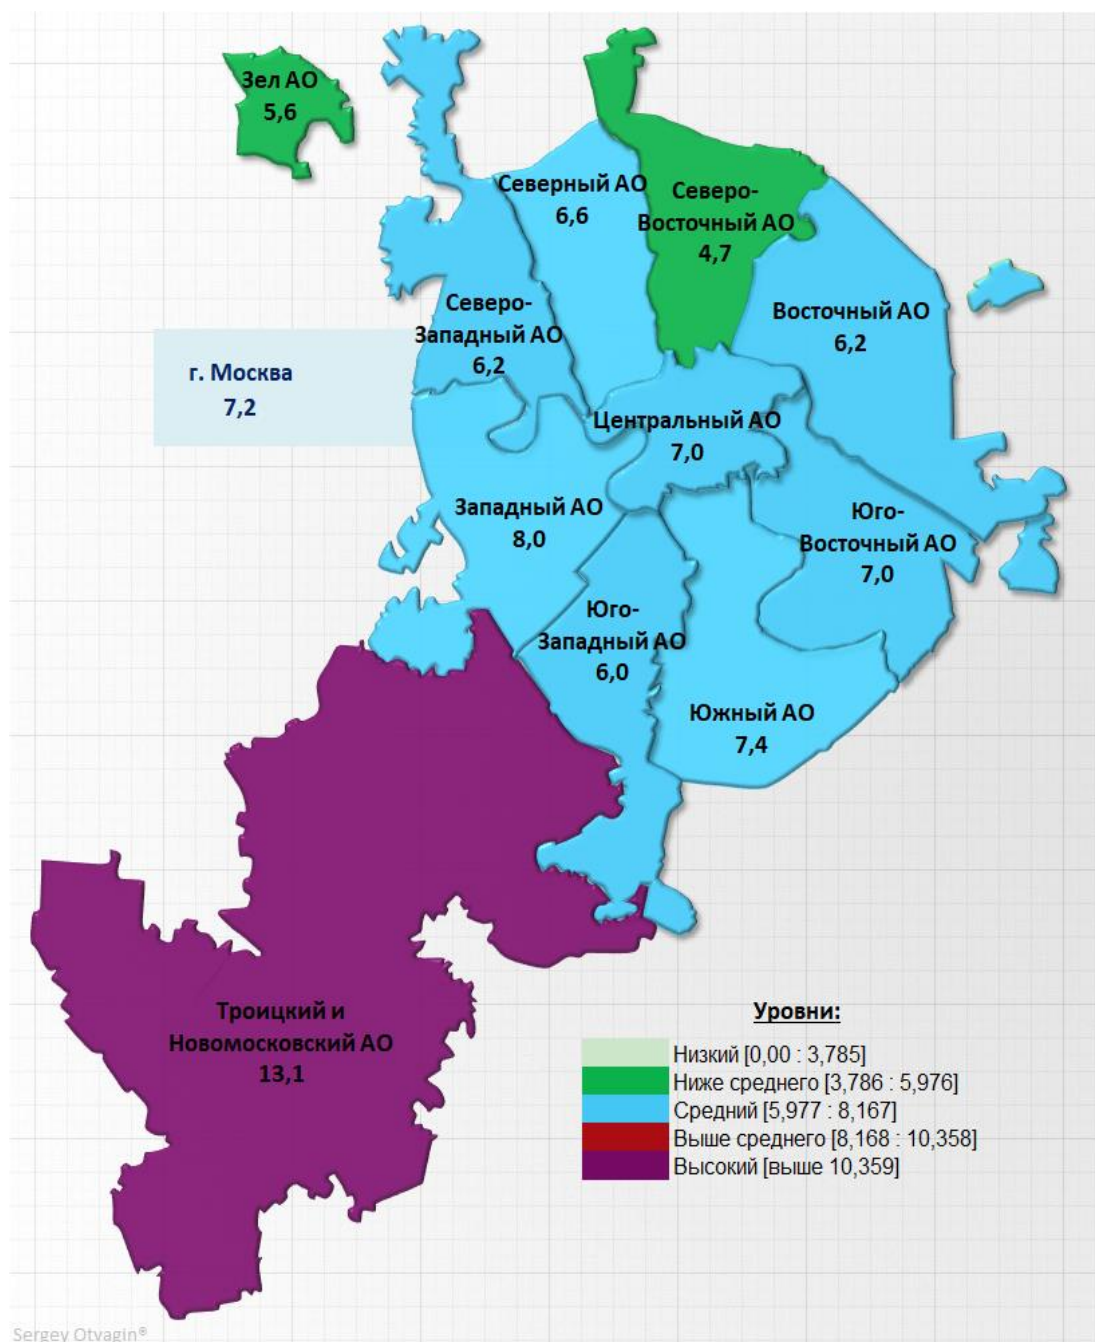 Зел АО
5,6
Северный АО
6,6
Северо-
Восточный АО
4,7
Северо-
Западный АО
6,2
Восточный АО
6,2
г. Москва
7,2
Центральный АО
7,0
Западный АО
8,0
Юго-
Восточный АО
7,0
Юго-
Западный АО
6,0
Южный АО
7,4
Троицкий и
Новомосковский АО
13,1
Уровни:
Низкий [0,00 : 3,785]
Ниже среднего [3,786 : 5,976]
Средний [5,977 : 8,167]
Выше среднего [8,168 : 10,358]
Высокий [выше 10,359]
Sergey Otvagin®